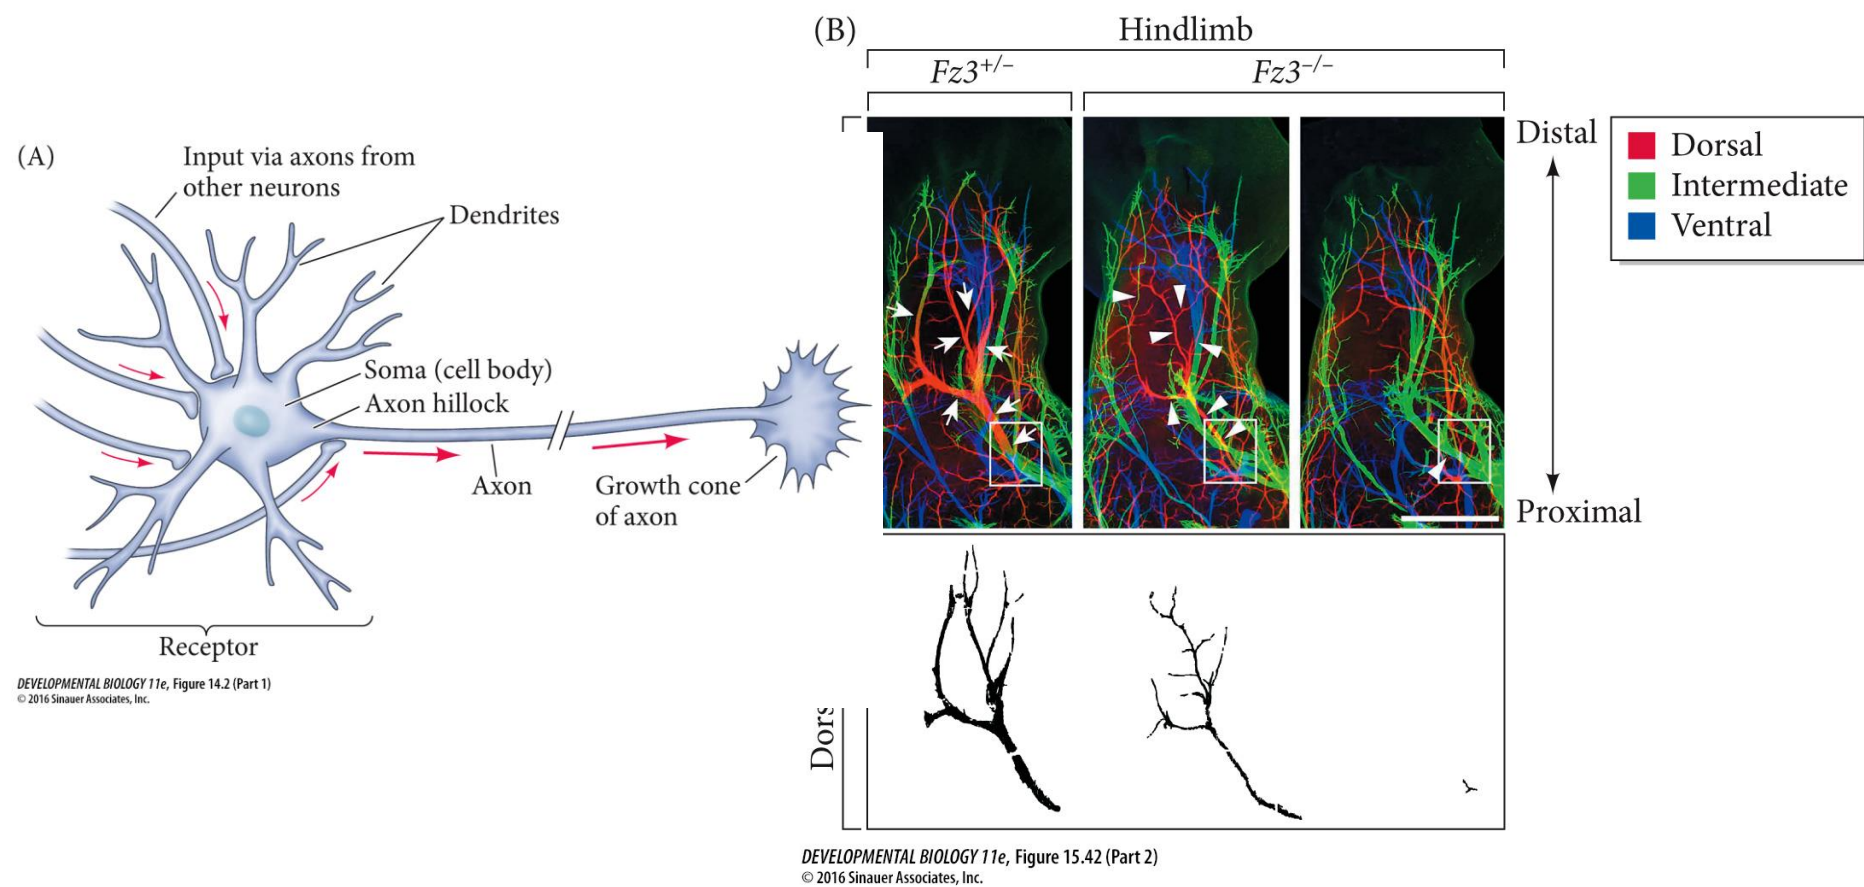 (A)
Input via axons from
other neurons
Dendrites
Soma (cell body)
Axon hillock
Axon
Growth cone
of axon
Receptor
DEVELOPMENTAL BIOLOGY 11e, Figure 14.2 (Part 1)
© 2016 Sinauer Associates, Inc.
(B)
Hindlimb
Fz3+/–
Fz3–/–
Distal
Proximal
Dorsal
Intermediate
Ventral
DEVELOPMENTAL BIOLOGY 11e, Figure 15.42 (Part 2)
© 2016 Sinauer Associates, Inc.